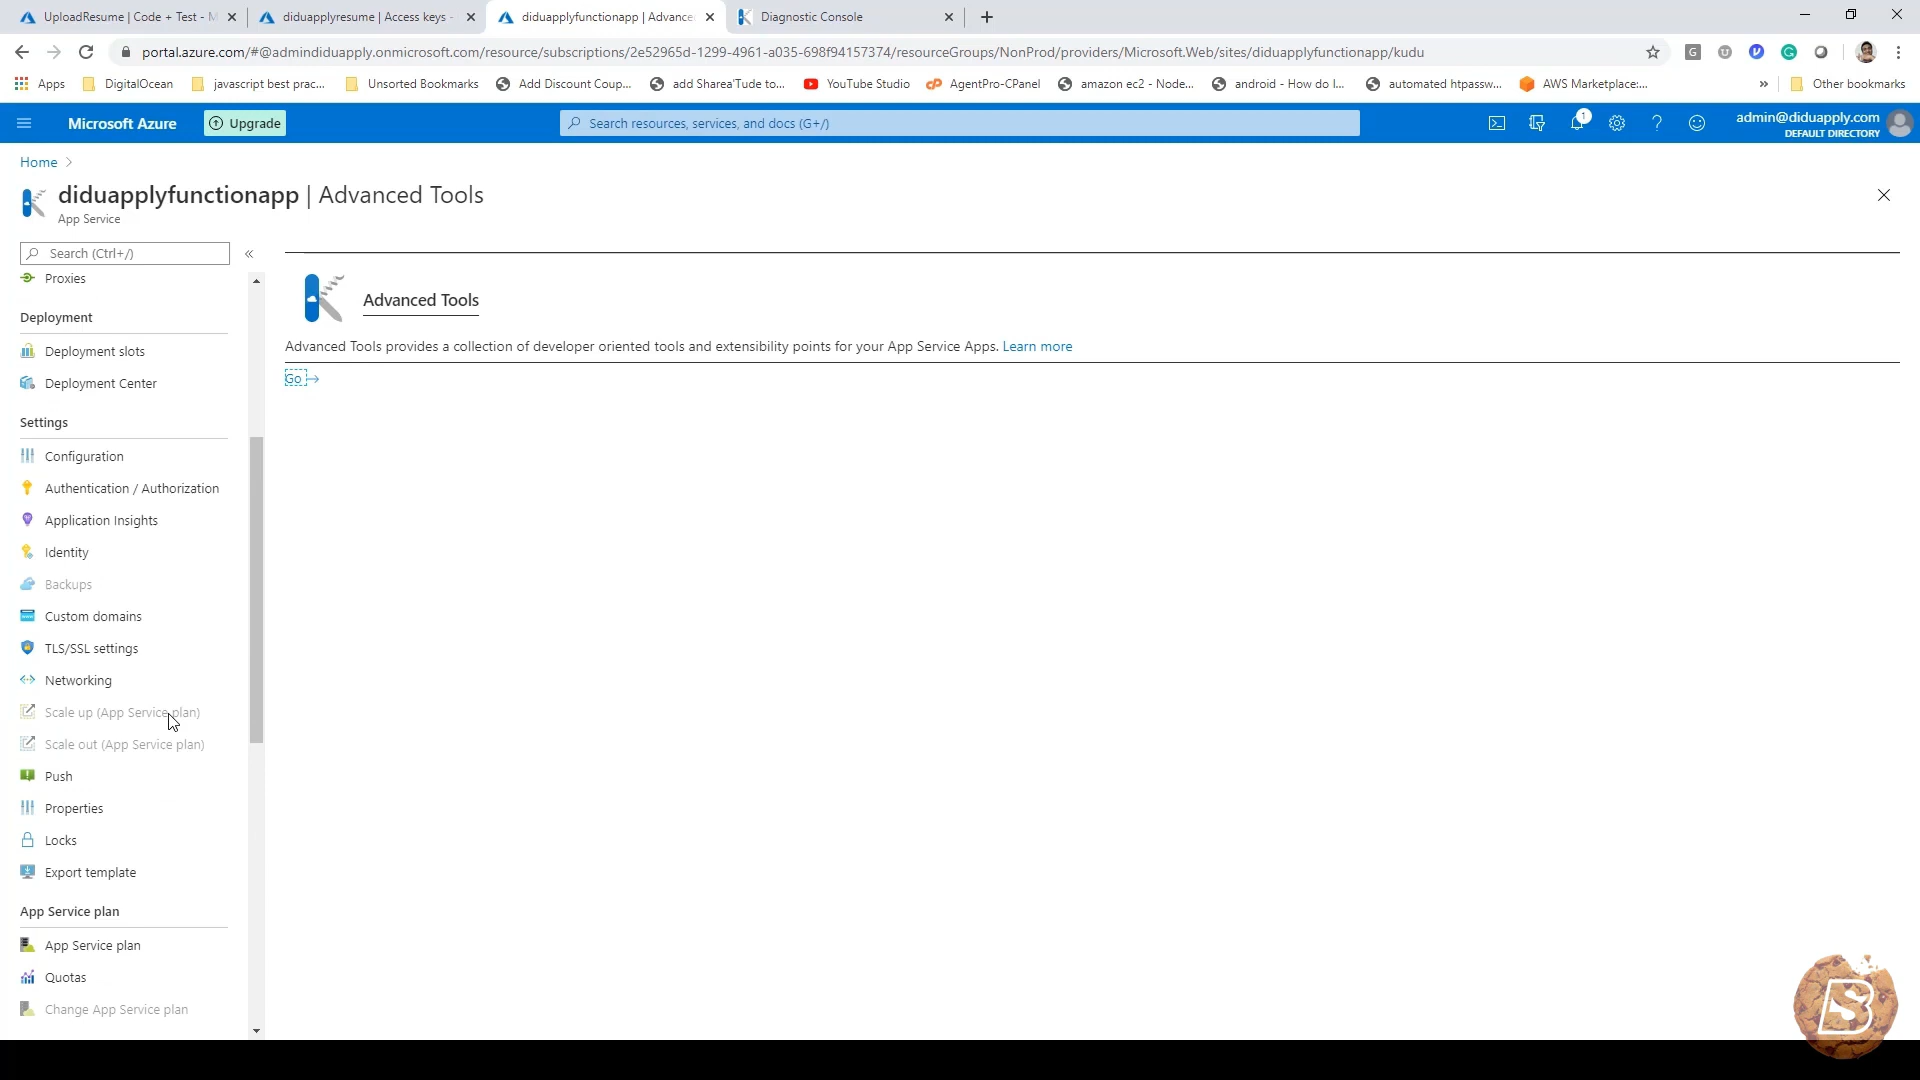 UploadResume | Code + Test - M
diduapplyresume | Access keys -
diduapplyfunctionapp | Advance
Diagnostic Console
portal.azure.com/#@admindiduapply.onmicrosoft.com/resource/subscriptions/2e52965d-1299-4961-a035-698f94157374/resourceGroups/NonProd/providers/Microsoft.Web/sites/diduapplyfunctionapp/kudu
Apps
DigitalOcean
javascript best prac...
Unsorted Bookmarks
Add Discount Coup...
add Sharea'Tude to...
YouTube Studio
AgentPro-CPanel
amazon ec2 - Node...
android - How do I...
automated htpassw...
AWS Marketplace:...
»
Other bookmarks
Microsoft Azure
Upgrade
Search resources, services, and docs (G+/)
1
admin@diduapply.com
DEFAULT DIRECTORY
Home
diduapplyfunctionapp | Advanced Tools
App Service
Search (Ctrl+/)
«
Proxies
Deployment
Deployment slots
Deployment Center
Settings
Configuration
Authentication / Authorization
Application Insights
Identity
Backups
Custom domains
TLS/SSL settings
Networking
Scale up (App Service plan)
Scale out (App Service plan)
Push
Properties
Locks
Export template
App Service plan
App Service plan
Quotas
Change App Service plan
Advanced Tools
Advanced Tools provides a collection of developer oriented tools and extensibility points for your App Service Apps. Learn more
Go →